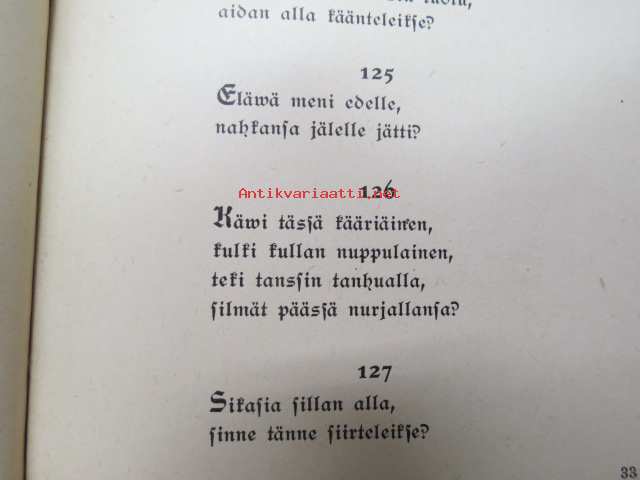 aidan alla käänteleikse?
125
Eläwä meni edelle,
nahkansa jälelle jätti?
126
Antikvariaatti.net
Käwi tässä kääriäinen,
kulki kullan nuppulainen,
teki tanssin tanhualla,
silmät päässä nurjallansa?
127
Sikasia sillan alla,
sinne tänne siirteleikse?
33